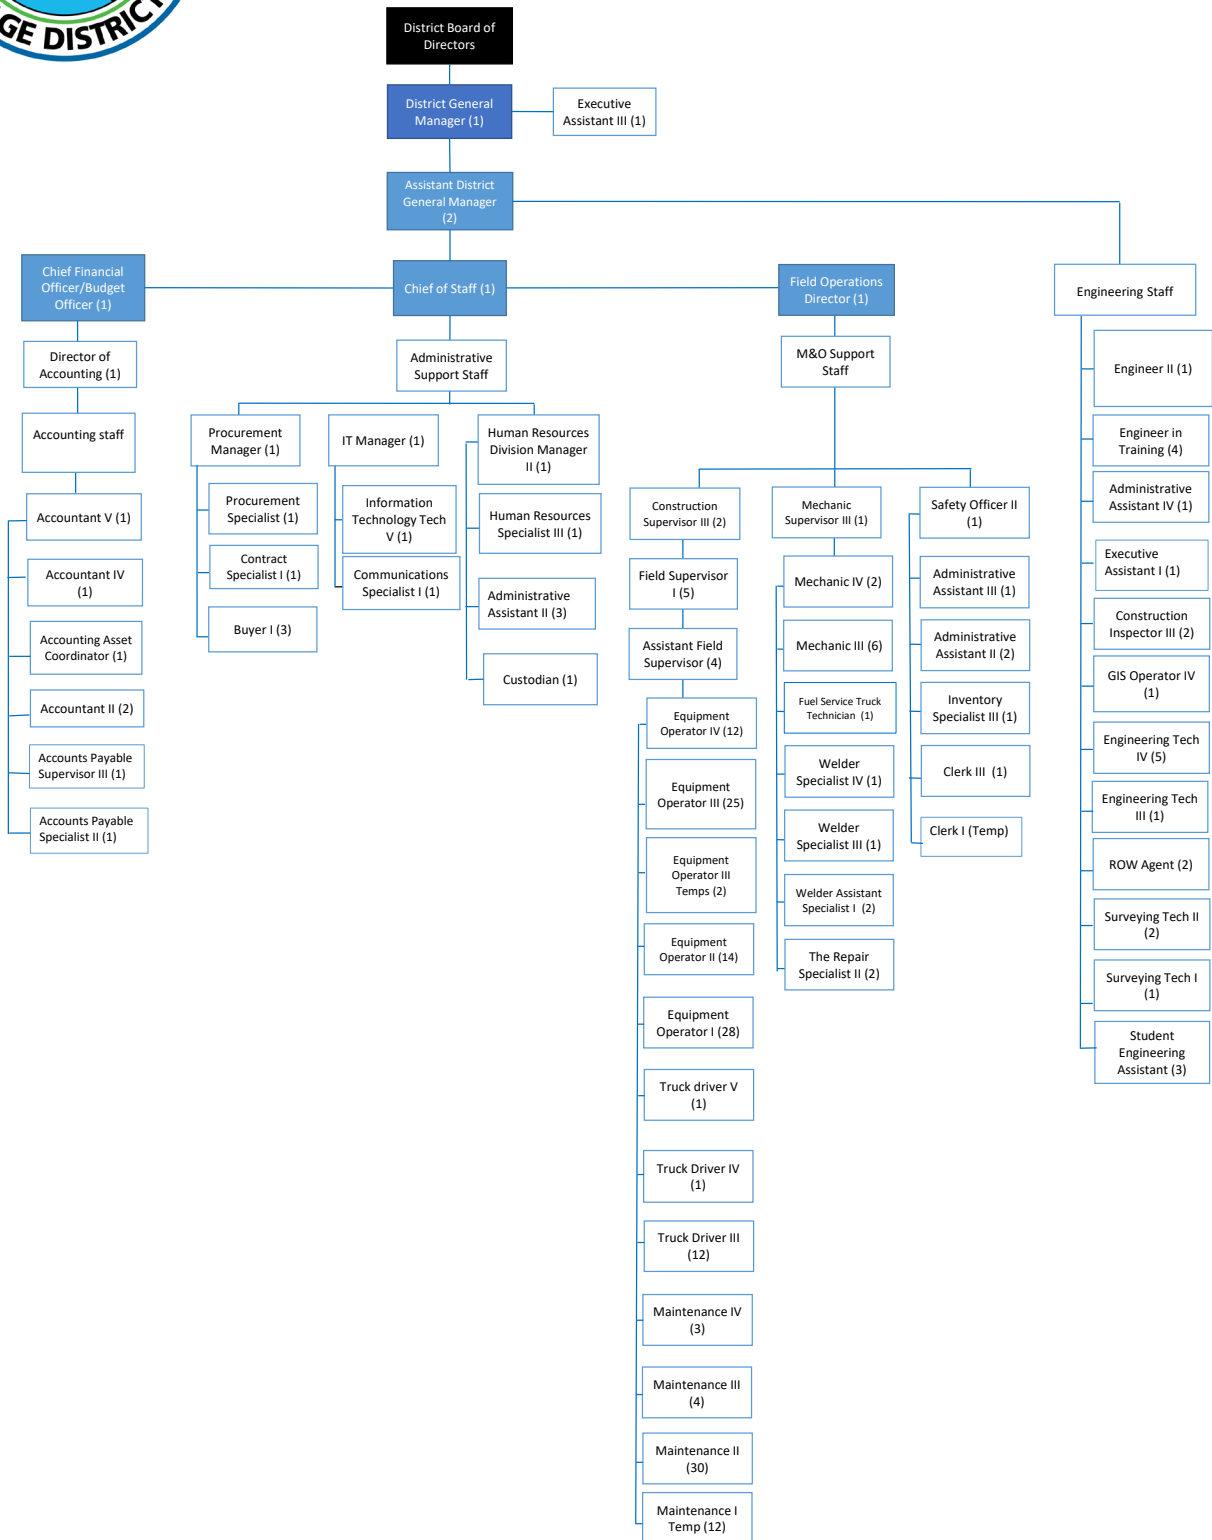 GE DISTRIC
District Board of
Directors
District General
Manager (1)
Executive
Assistant III (1)
Assistant District
General Manager
(2)
Chief Financial
Officer/Budget
Officer (1)
Chief of Staff (1)
Field Operations
Director (1)
Engineering Staff
Director of
Accounting (1)
Accounting staff
Accountant V (1)
Accountant IV
(1)
Accounting Asset
Coordinator (1)
Accountant II (2)
Accounts Payable
Supervisor III (1)
Accounts Payable
Specialist II (1)
Administrative
Support Staff
Procurement
Manager (1)
Procurement
Specialist (1)
Contract
Specialist I (1)
Buyer I (3)
IT Manager (1)
Information
Technology Tech
V (1)
Communications
Specialist I (1)
Human Resources
Division Manager
II (1)
Human Resources
Specialist III (1)
Administrative
Assistant II (3)
Custodian (1)
M&O Support
Staff
Construction
Supervisor III (2)
Field Supervisor
I (5)
Assistant Field
Supervisor (4)
Equipment
Operator IV (12)
Equipment
Operator III (25)
Equipment
Operator III
Temps (2)
Equipment
Operator II (14)
Equipment
Operator I (28)
Truck driver V
(1)
Truck Driver IV
(1)
Truck Driver III
(12)
Maintenance IV
(3)
Maintenance III
(4)
Maintenance II
(30)
Maintenance I
Temp (12)
Mechanic
Supervisor III (1)
Mechanic IV (2)
Mechanic III (6)
Fuel Service Truck
Technician (1)
Welder
Specialist IV (1)
Welder
Specialist III (1)
Welder Assistant
Specialist I (2)
The Repair
Specialist II (2)
Safety Officer II
(1)
Administrative
Assistant III (1)
Administrative
Assistant II (2)
Inventory
Specialist III (1)
Clerk III (1)
Clerk I (Temp)
Engineer II (1)
Engineer in
Training (4)
Administrative
Assistant IV (1)
Executive
Assistant I (1)
Construction
Inspector III (2)
GIS Operator IV
(1)
Engineering Tech
IV (5)
Engineering Tech
III (1)
ROW Agent (2)
Surveying Tech II
(2)
Surveying Tech I
(1)
Student
Engineering
Assistant (3)